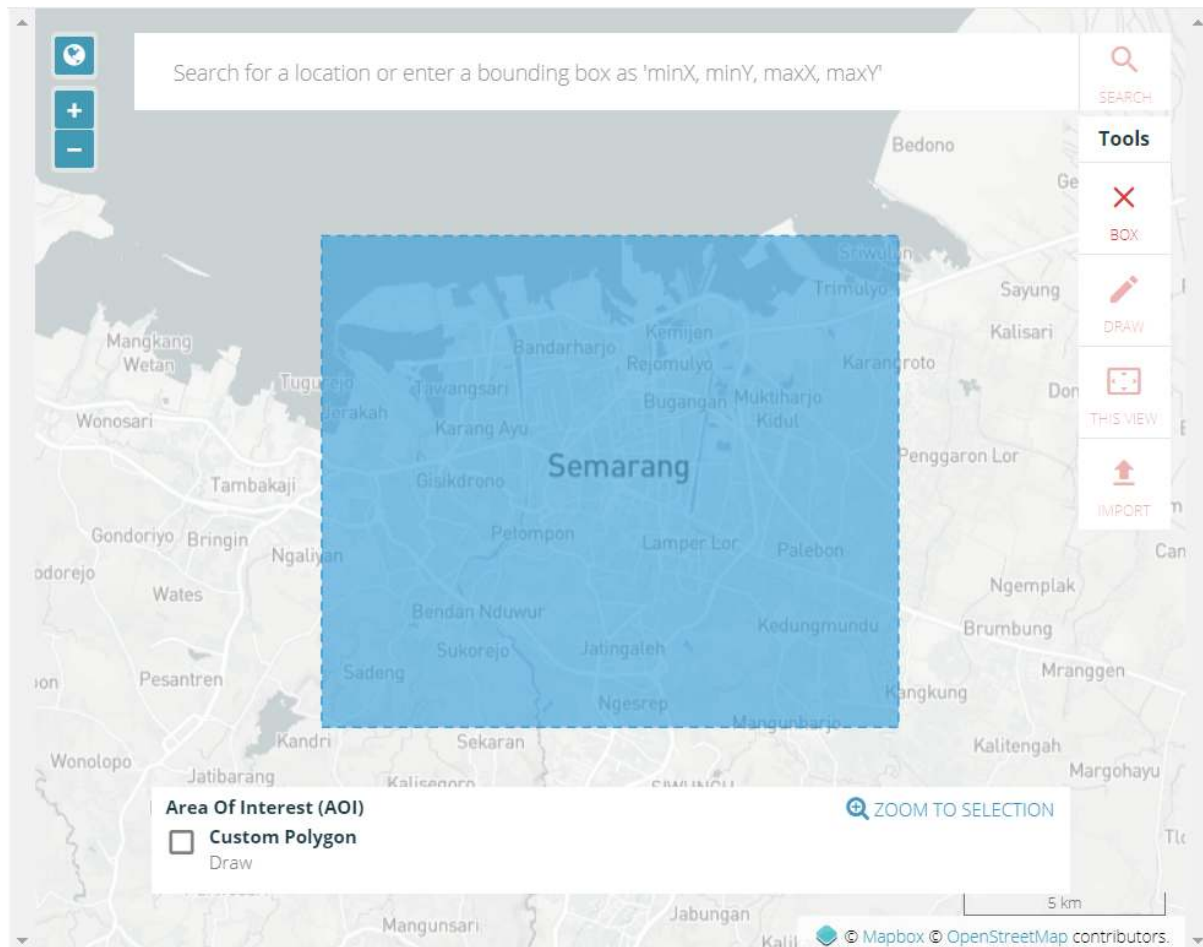 Search for a location or enter a bounding box as 'minX, minY, maxX, maxY'
SEARCH
+
−
Tools
Bedono
BOX
Sriwulan
Trimulyo
Sayung
DRAW
Kemijen
Kalisari
Mangkang
Wetan
Bandarharjo
Rejomulyo
Karangroto
Tugurejo
Tawangsari
Muktiharjo
Kidul
Bugangan
Jerakah
THIS VIEW
Wonosari
Karang Ayu
Semarang
Penggaron Lor
Tambakaji
Gisikdrono
IMPORT
Gondoriyo
Bringin
Petompon
Lamper Lor
Palebon
Ngaliyan
odorejo
Wates
Ngemplak
Bendan Nduwur
Kedungmundu
Brumbung
Sukorejo
Jatingaleh
Pesantren
Sadeng
Mranggen
Ngesrep
Kangkung
Mangunharjo
Kandri
Sekaran
Kalitengah
Wonolopo
Jatibarang
Margohayu
Kalisegoro
Area Of Interest (AOI)
ZOOM TO SELECTION
Custom Polygon
Draw
5 km
Jabungan
Mangunsari
© Mapbox © OpenStreetMap contributors.